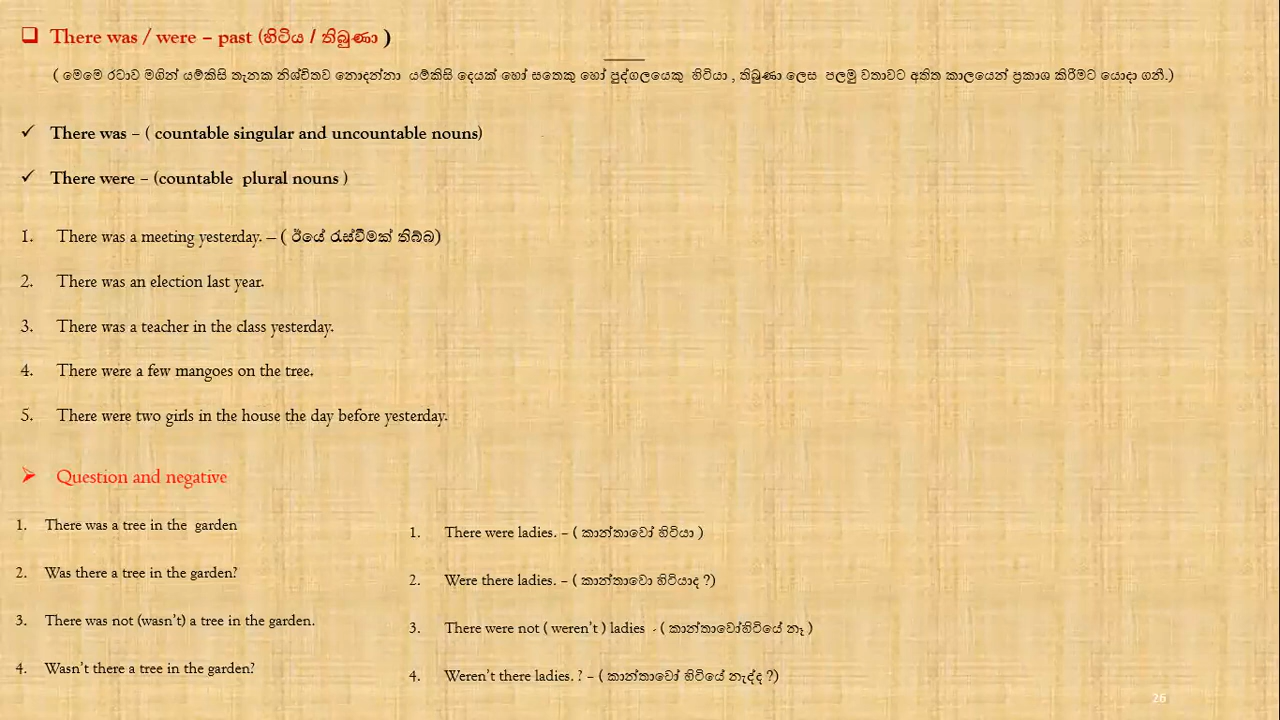 There was / were – past (හිටිය / තිබුණා )
( මෙමෙ රටාව මගින් යම්කිසි තැනක නිශ්චිතව නොදන්නා යම්කිසි දෙයක් හෝ සතෙකු හෝ පුද්ගලයෙකු හිටියා , තිබුණා ලෙස පලමු වතාවට අතීත කාලයෙන් ප්‍රකාශ කිරීමට යොදා ගනී.)
There was – ( countable singular and uncountable nouns)
There were – (countable plural nouns )
1. There was a meeting yesterday. – ( ඊයේ රැස්වීමක් තිබ්බ)
2. There was an election last year.
3. There was a teacher in the class yesterday.
4. There were a few mangoes on the tree.
5. There were two girls in the house the day before yesterday.
Question and negative
1. There was a tree in the garden
2. Was there a tree in the garden?
3. There was not (wasn't) a tree in the garden.
4. Wasn't there a tree in the garden?
1. There were ladies. – ( කාන්තාවෝ හිටියා )
2. Were there ladies. – ( කාන්තාවො හිටියාද ?)
3. There were not ( weren't ) ladies - ( කාන්තාවෝහිටියේ නෑ )
4. Weren't there ladies. ? – ( කාන්තාවෝ හිටියේ නැද්ද ?)
26